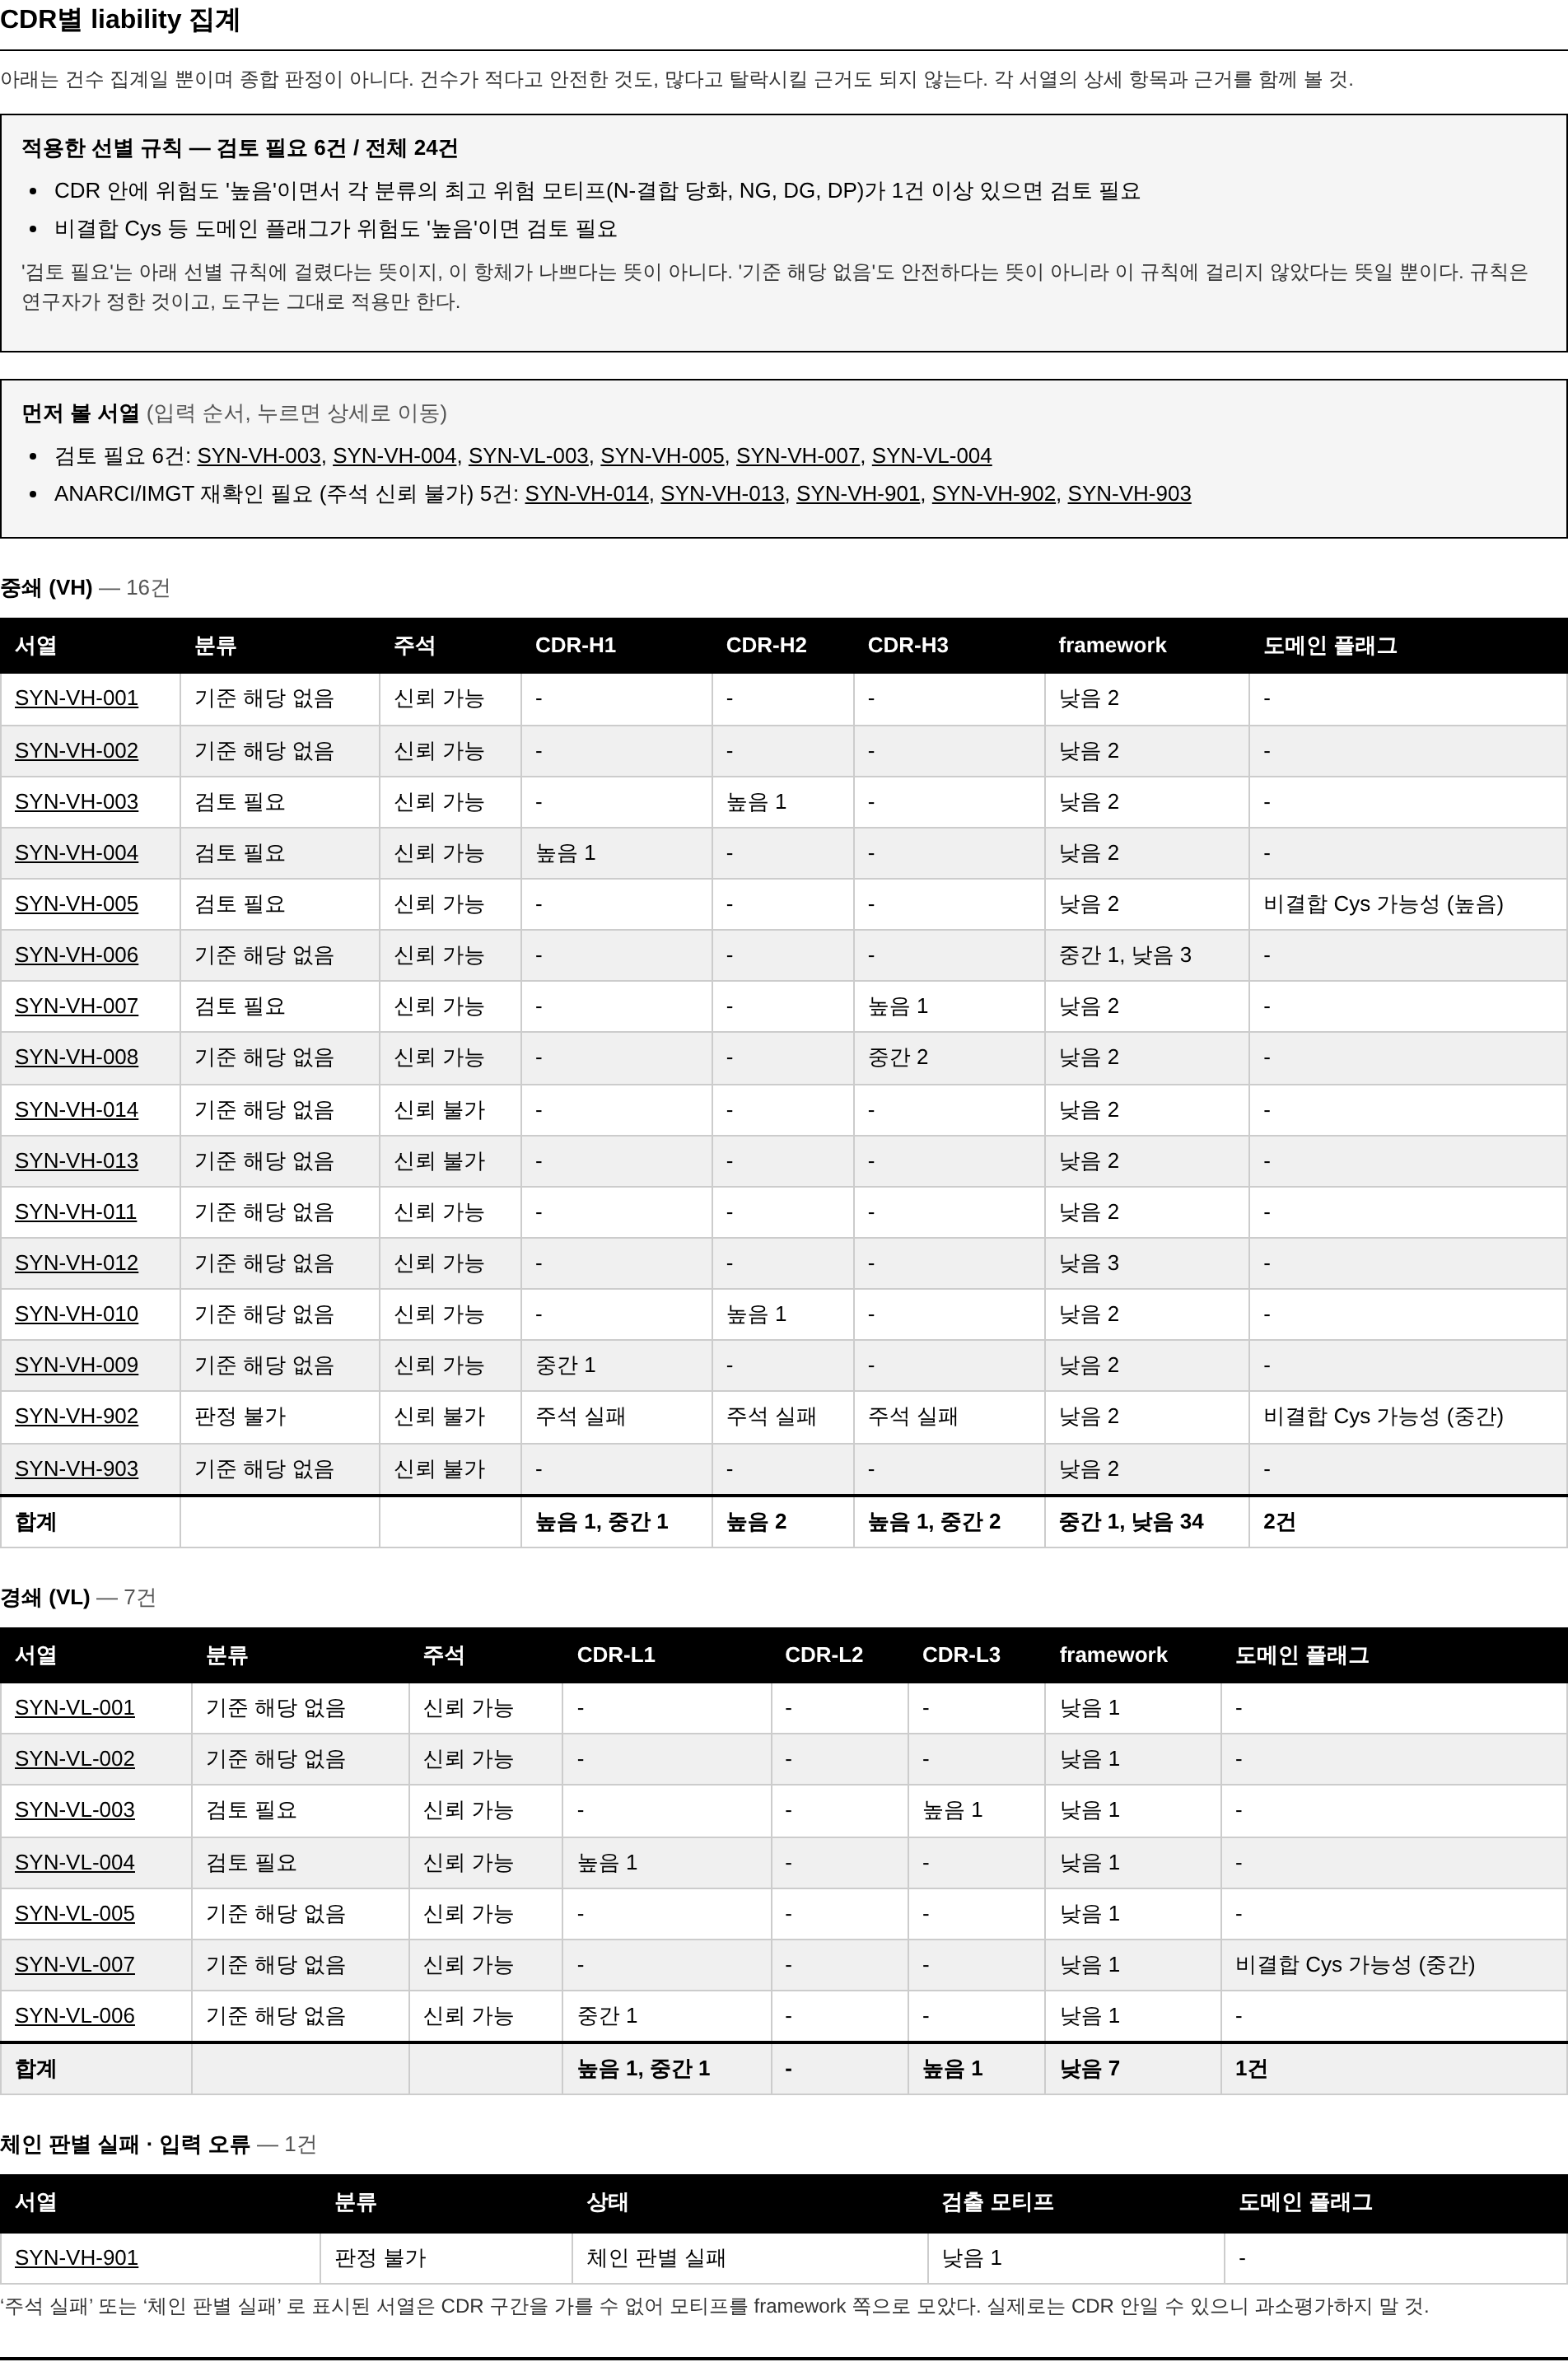 CDR별 liability 집계
아래는 건수 집계일 뿐이며 종합 판정이 아니다. 건수가 적다고 안전한 것도, 많다고 탈락시킬 근거도 되지 않는다. 각 서열의 상세 항목과 근거를 함께 볼 것.
적용한 선별 규칙 — 검토 필요 6건 / 전체 24건
• CDR 안에 위험도 '높음'이면서 각 분류의 최고 위험 모티프(N-결합 당화, NG, DG, DP)가 1건 이상 있으면 검토 필요
• 비결합 Cys 등 도메인 플래그가 위험도 '높음'이면 검토 필요
'검토 필요'는 아래 선별 규칙에 걸렸다는 뜻이지, 이 항체가 나쁘다는 뜻이 아니다. '기준 해당 없음'도 안전하다는 뜻이 아니라 이 규칙에 걸리지 않았다는 뜻일 뿐이다. 규칙은
연구자가 정한 것이고, 도구는 그대로 적용만 한다.
먼저 볼 서열 (입력 순서, 누르면 상세로 이동)
• 검토 필요 6건: SYN-VH-003, SYN-VH-004, SYN-VL-003, SYN-VH-005, SYN-VH-007, SYN-VL-004
• ANARCI/IMGT 재확인 필요 (주석 신뢰 불가) 5건: SYN-VH-014, SYN-VH-013, SYN-VH-901, SYN-VH-902, SYN-VH-903
중쇄 (VH) — 16건
서열 분류 주석 CDR-H1 CDR-H2 CDR-H3 framework 도메인 플래그
SYN-VH-001 기준 해당 없음 신뢰 가능 - - - 낮음 2 -
SYN-VH-002 기준 해당 없음 신뢰 가능 - - - 낮음 2 -
SYN-VH-003 검토 필요 신뢰 가능 - 높음 1 - 낮음 2 -
SYN-VH-004 검토 필요 신뢰 가능 높음 1 - - 낮음 2 -
SYN-VH-005 검토 필요 신뢰 가능 - - - 낮음 2 비결합 Cys 가능성 (높음)
SYN-VH-006 기준 해당 없음 신뢰 가능 - - - 중간 1, 낮음 3 -
SYN-VH-007 검토 필요 신뢰 가능 - - 높음 1 낮음 2 -
SYN-VH-008 기준 해당 없음 신뢰 가능 - - 중간 2 낮음 2 -
SYN-VH-014 기준 해당 없음 신뢰 불가 - - - 낮음 2 -
SYN-VH-013 기준 해당 없음 신뢰 불가 - - - 낮음 2 -
SYN-VH-011 기준 해당 없음 신뢰 가능 - - - 낮음 2 -
SYN-VH-012 기준 해당 없음 신뢰 가능 - - - 낮음 3 -
SYN-VH-010 기준 해당 없음 신뢰 가능 - 높음 1 - 낮음 2 -
SYN-VH-009 기준 해당 없음 신뢰 가능 중간 1 - - 낮음 2 -
SYN-VH-902 판정 불가 신뢰 불가 주석 실패 주석 실패 주석 실패 낮음 2 비결합 Cys 가능성 (중간)
SYN-VH-903 기준 해당 없음 신뢰 불가 - - - 낮음 2 -
합계 높음 1, 중간 1 높음 2 높음 1, 중간 2 중간 1, 낮음 34 2건
경쇄 (VL) — 7건
서열 분류 주석 CDR-L1 CDR-L2 CDR-L3 framework 도메인 플래그
SYN-VL-001 기준 해당 없음 신뢰 가능 - - - 낮음 1 -
SYN-VL-002 기준 해당 없음 신뢰 가능 - - - 낮음 1 -
SYN-VL-003 검토 필요 신뢰 가능 - - 높음 1 낮음 1 -
SYN-VL-004 검토 필요 신뢰 가능 높음 1 - - 낮음 1 -
SYN-VL-005 기준 해당 없음 신뢰 가능 - - - 낮음 1 -
SYN-VL-007 기준 해당 없음 신뢰 가능 - - - 낮음 1 비결합 Cys 가능성 (중간)
SYN-VL-006 기준 해당 없음 신뢰 가능 중간 1 - - 낮음 1 -
합계 높음 1, 중간 1 - 높음 1 낮음 7 1건
체인 판별 실패 · 입력 오류 — 1건
서열 분류 상태 검출 모티프 도메인 플래그
SYN-VH-901 판정 불가 체인 판별 실패 낮음 1 -
‘주석 실패’ 또는 ‘체인 판별 실패’ 로 표시된 서열은 CDR 구간을 가를 수 없어 모티프를 framework 쪽으로 모았다. 실제로는 CDR 안일 수 있으니 과소평가하지 말 것.